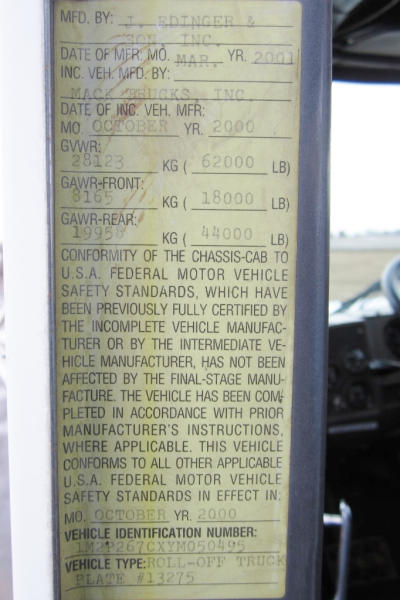 MFD. BY: J. EDINGER &
SON INC.
DATE OF MFR: MO. MAR. YR. 2001
INC. VEH. MFD. BY:
MACK TRUCKS, INC.
DATE OF INC. VEH. MFR:
MO. OCTOBER YR. 2000
GVWR:
28123 KG ( 62000 LB)
GAWR-FRONT:
8165 KG ( 18000 LB)
GAWR-REAR:
19958 KG ( 44000 LB)
CONFORMITY OF THE CHASSIS-CAB TO
U.S.A. FEDERAL MOTOR VEHICLE
SAFETY STANDARDS, WHICH HAVE
BEEN PREVIOUSLY FULLY CERTIFIED BY
THE INCOMPLETE VEHICLE MANUFAC-
TURER OR BY THE INTERMEDIATE VE-
HICLE MANUFACTURER, HAS NOT BEEN
AFFECTED BY THE FINAL-STAGE MANU-
FACTURE. THE VEHICLE HAS BEEN COM-
PLETED IN ACCORDANCE WITH PRIOR
MANUFACTURER'S INSTRUCTIONS,
WHERE APPLICABLE. THIS VEHICLE
CONFORMS TO ALL OTHER APPLICABLE
U.S.A. FEDERAL MOTOR VEHICLE
SAFETY STANDARDS IN EFFECT IN:
MO. OCTOBER YR. 2000
VEHICLE IDENTIFICATION NUMBER:
1M2P267CXYM050495
VEHICLE TYPE: ROLL-OFF TRUCK
PLATE #13275